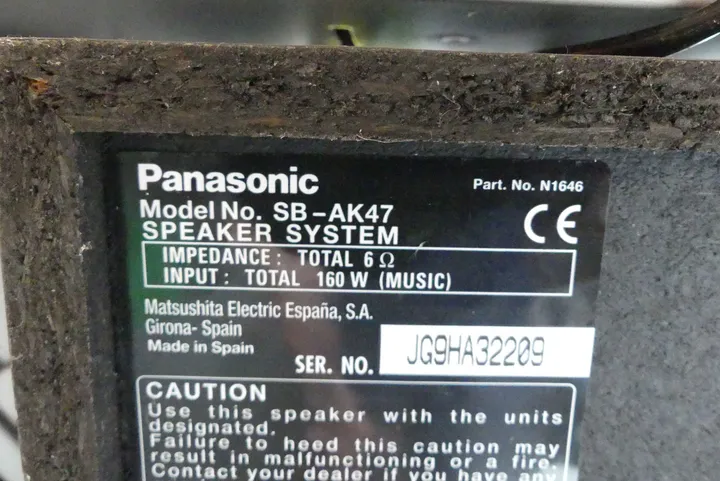 Panasonic
Part. No. N1646
Model No. SB-AK47
SPEAKER SYSTEM
CE
IMPEDANCE: TOTAL 6 Ω
INPUT: TOTAL 160 W (MUSIC)
Matsushita Electric España, S.A.
Girona- Spain
Made in Spain
SER. NO. JG9HA32209
CAUTION
Use this speaker with the units
designated.
Failure to heed this caution may
result in malfunctioning or a fire.
Contact your dealer if you have any